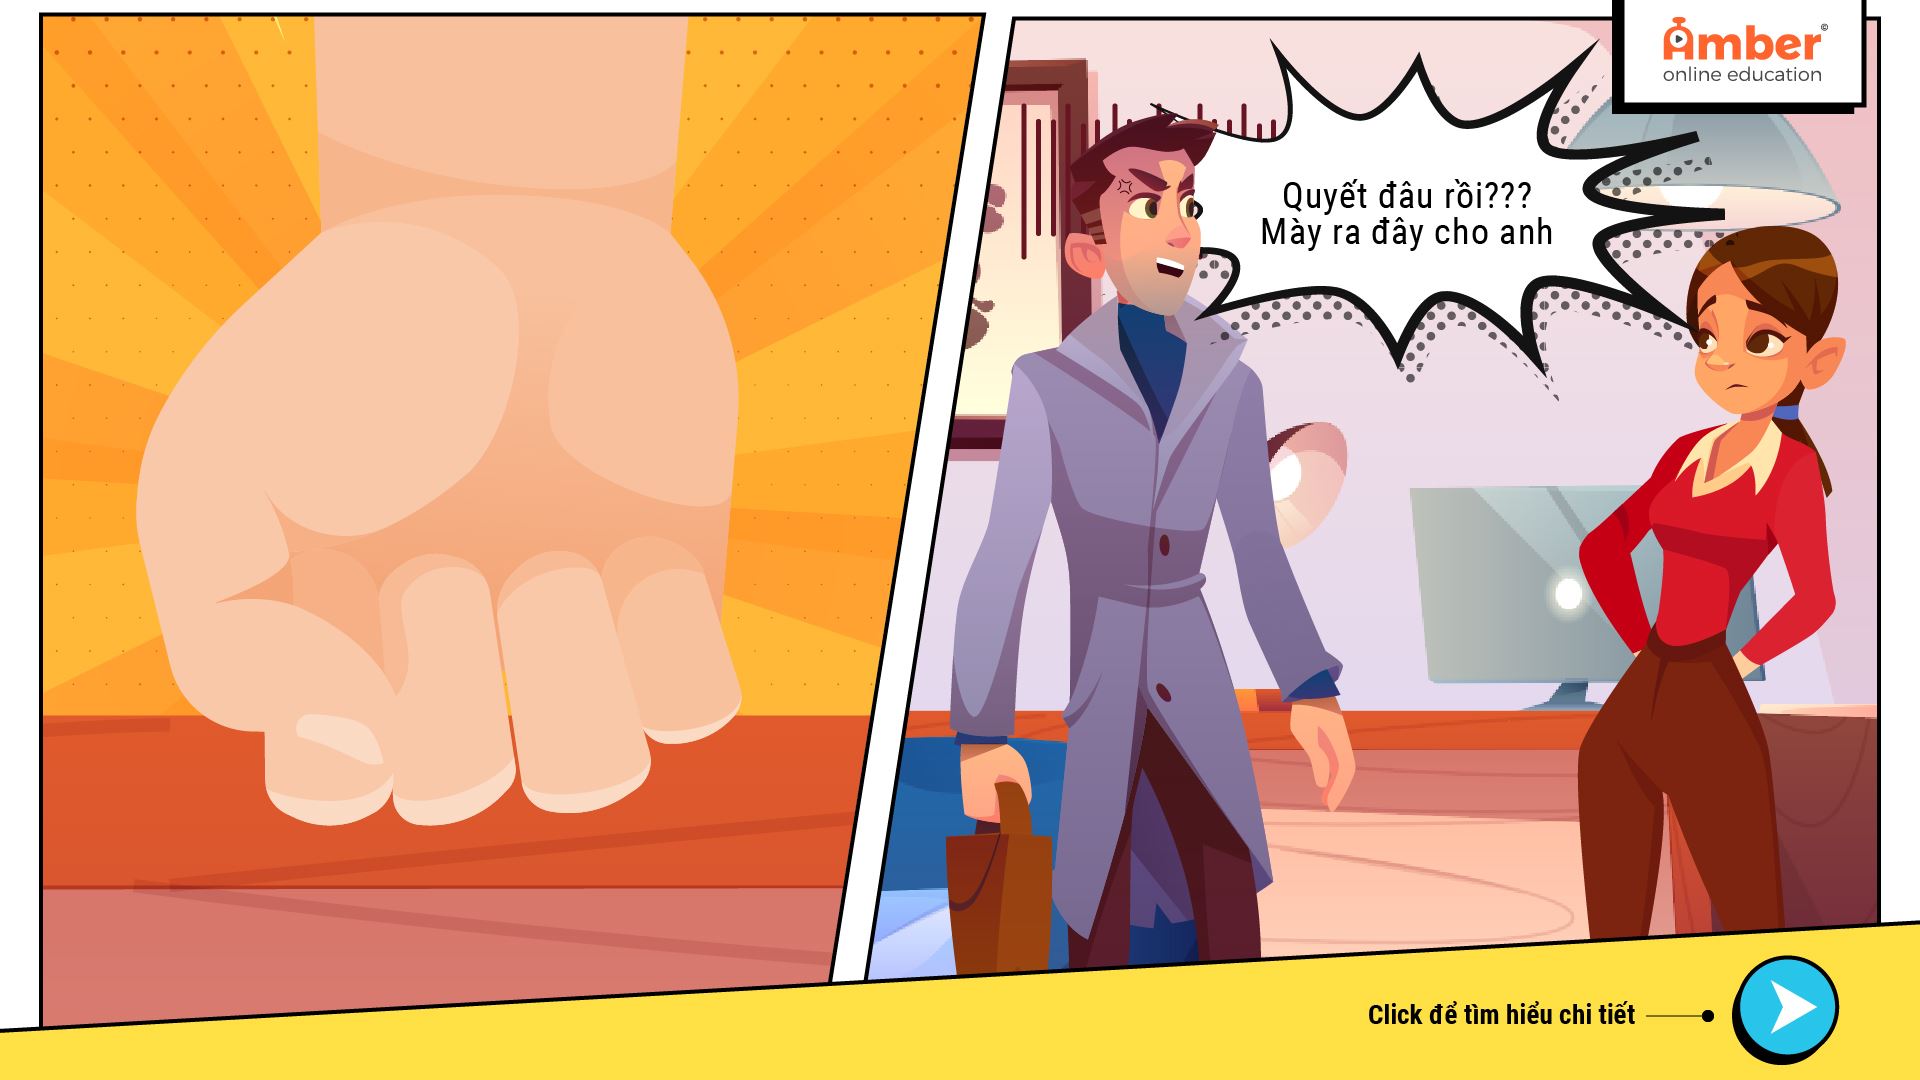 Amber
online education
Quyết đâu rồi???
Mày ra đây cho anh
Click để tìm hiểu chi tiết